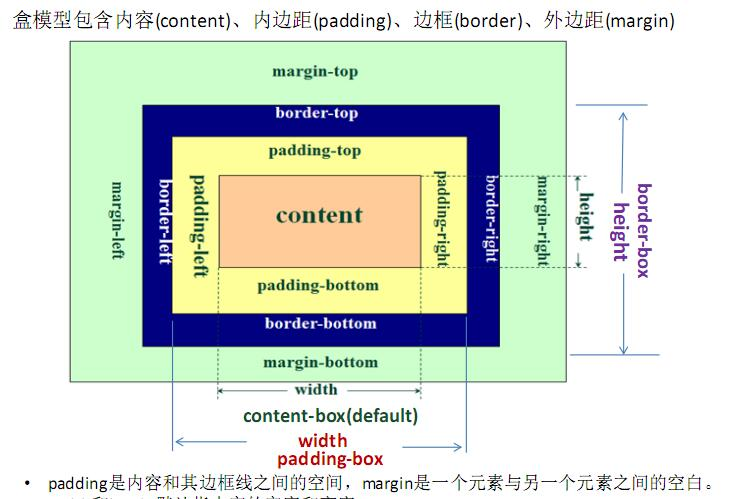 盒模型包含内容(content)、内边距(padding)、边框(border)、外边距(margin)
margin-top
border-top
padding-top
margin-left
border-left
padding-left
content
padding-right
border-right
margin-right
height
border-box
height
padding-bottom
border-bottom
margin-bottom
width
content-box(default)
width
padding-box
• padding是内容和其边框线之间的空间，margin是一个元素与另一个元素之间的空白。